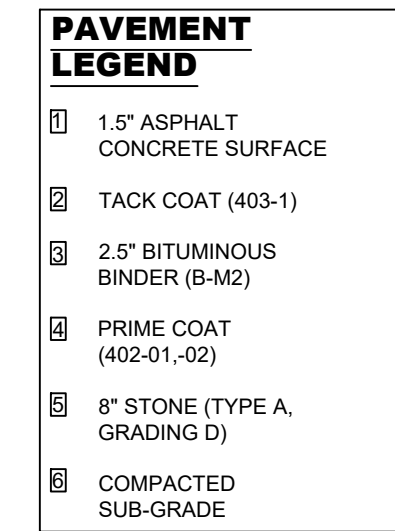 PAVEMENT
LEGEND
1 1.5" ASPHALT
CONCRETE SURFACE
2 TACK COAT (403-1)
3 2.5" BITUMINOUS
BINDER (B-M2)
4 PRIME COAT
(402-01,-02)
5 8" STONE (TYPE A,
GRADING D)
6 COMPACTED
SUB-GRADE